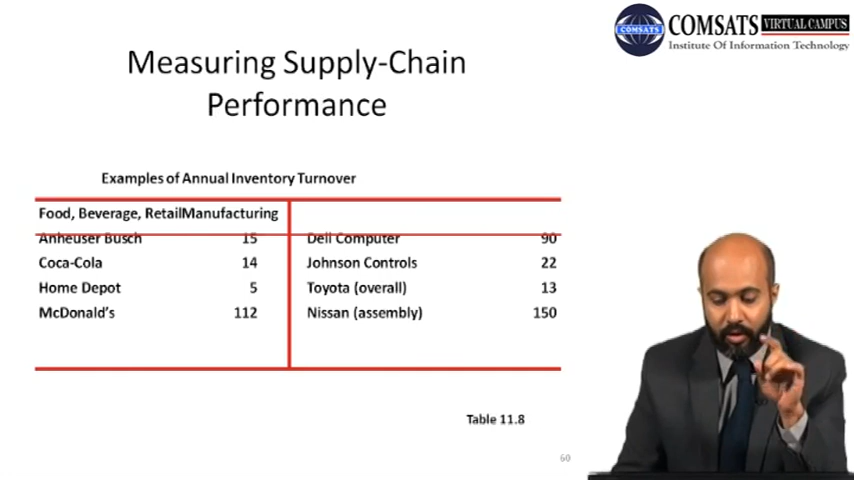 COMSATS VIRTUAL CAMPUS
COMSATS Institute Of Information Technology
Measuring Supply-Chain
Performance
Examples of Annual Inventory Turnover
Food, Beverage, RetailManufacturing
Anheuser Busch 15 Dell Computer 90
Coca-Cola 14 Johnson Controls 22
Home Depot 5 Toyota (overall) 13
McDonald's 112 Nissan (assembly) 150
Table 11.8
60